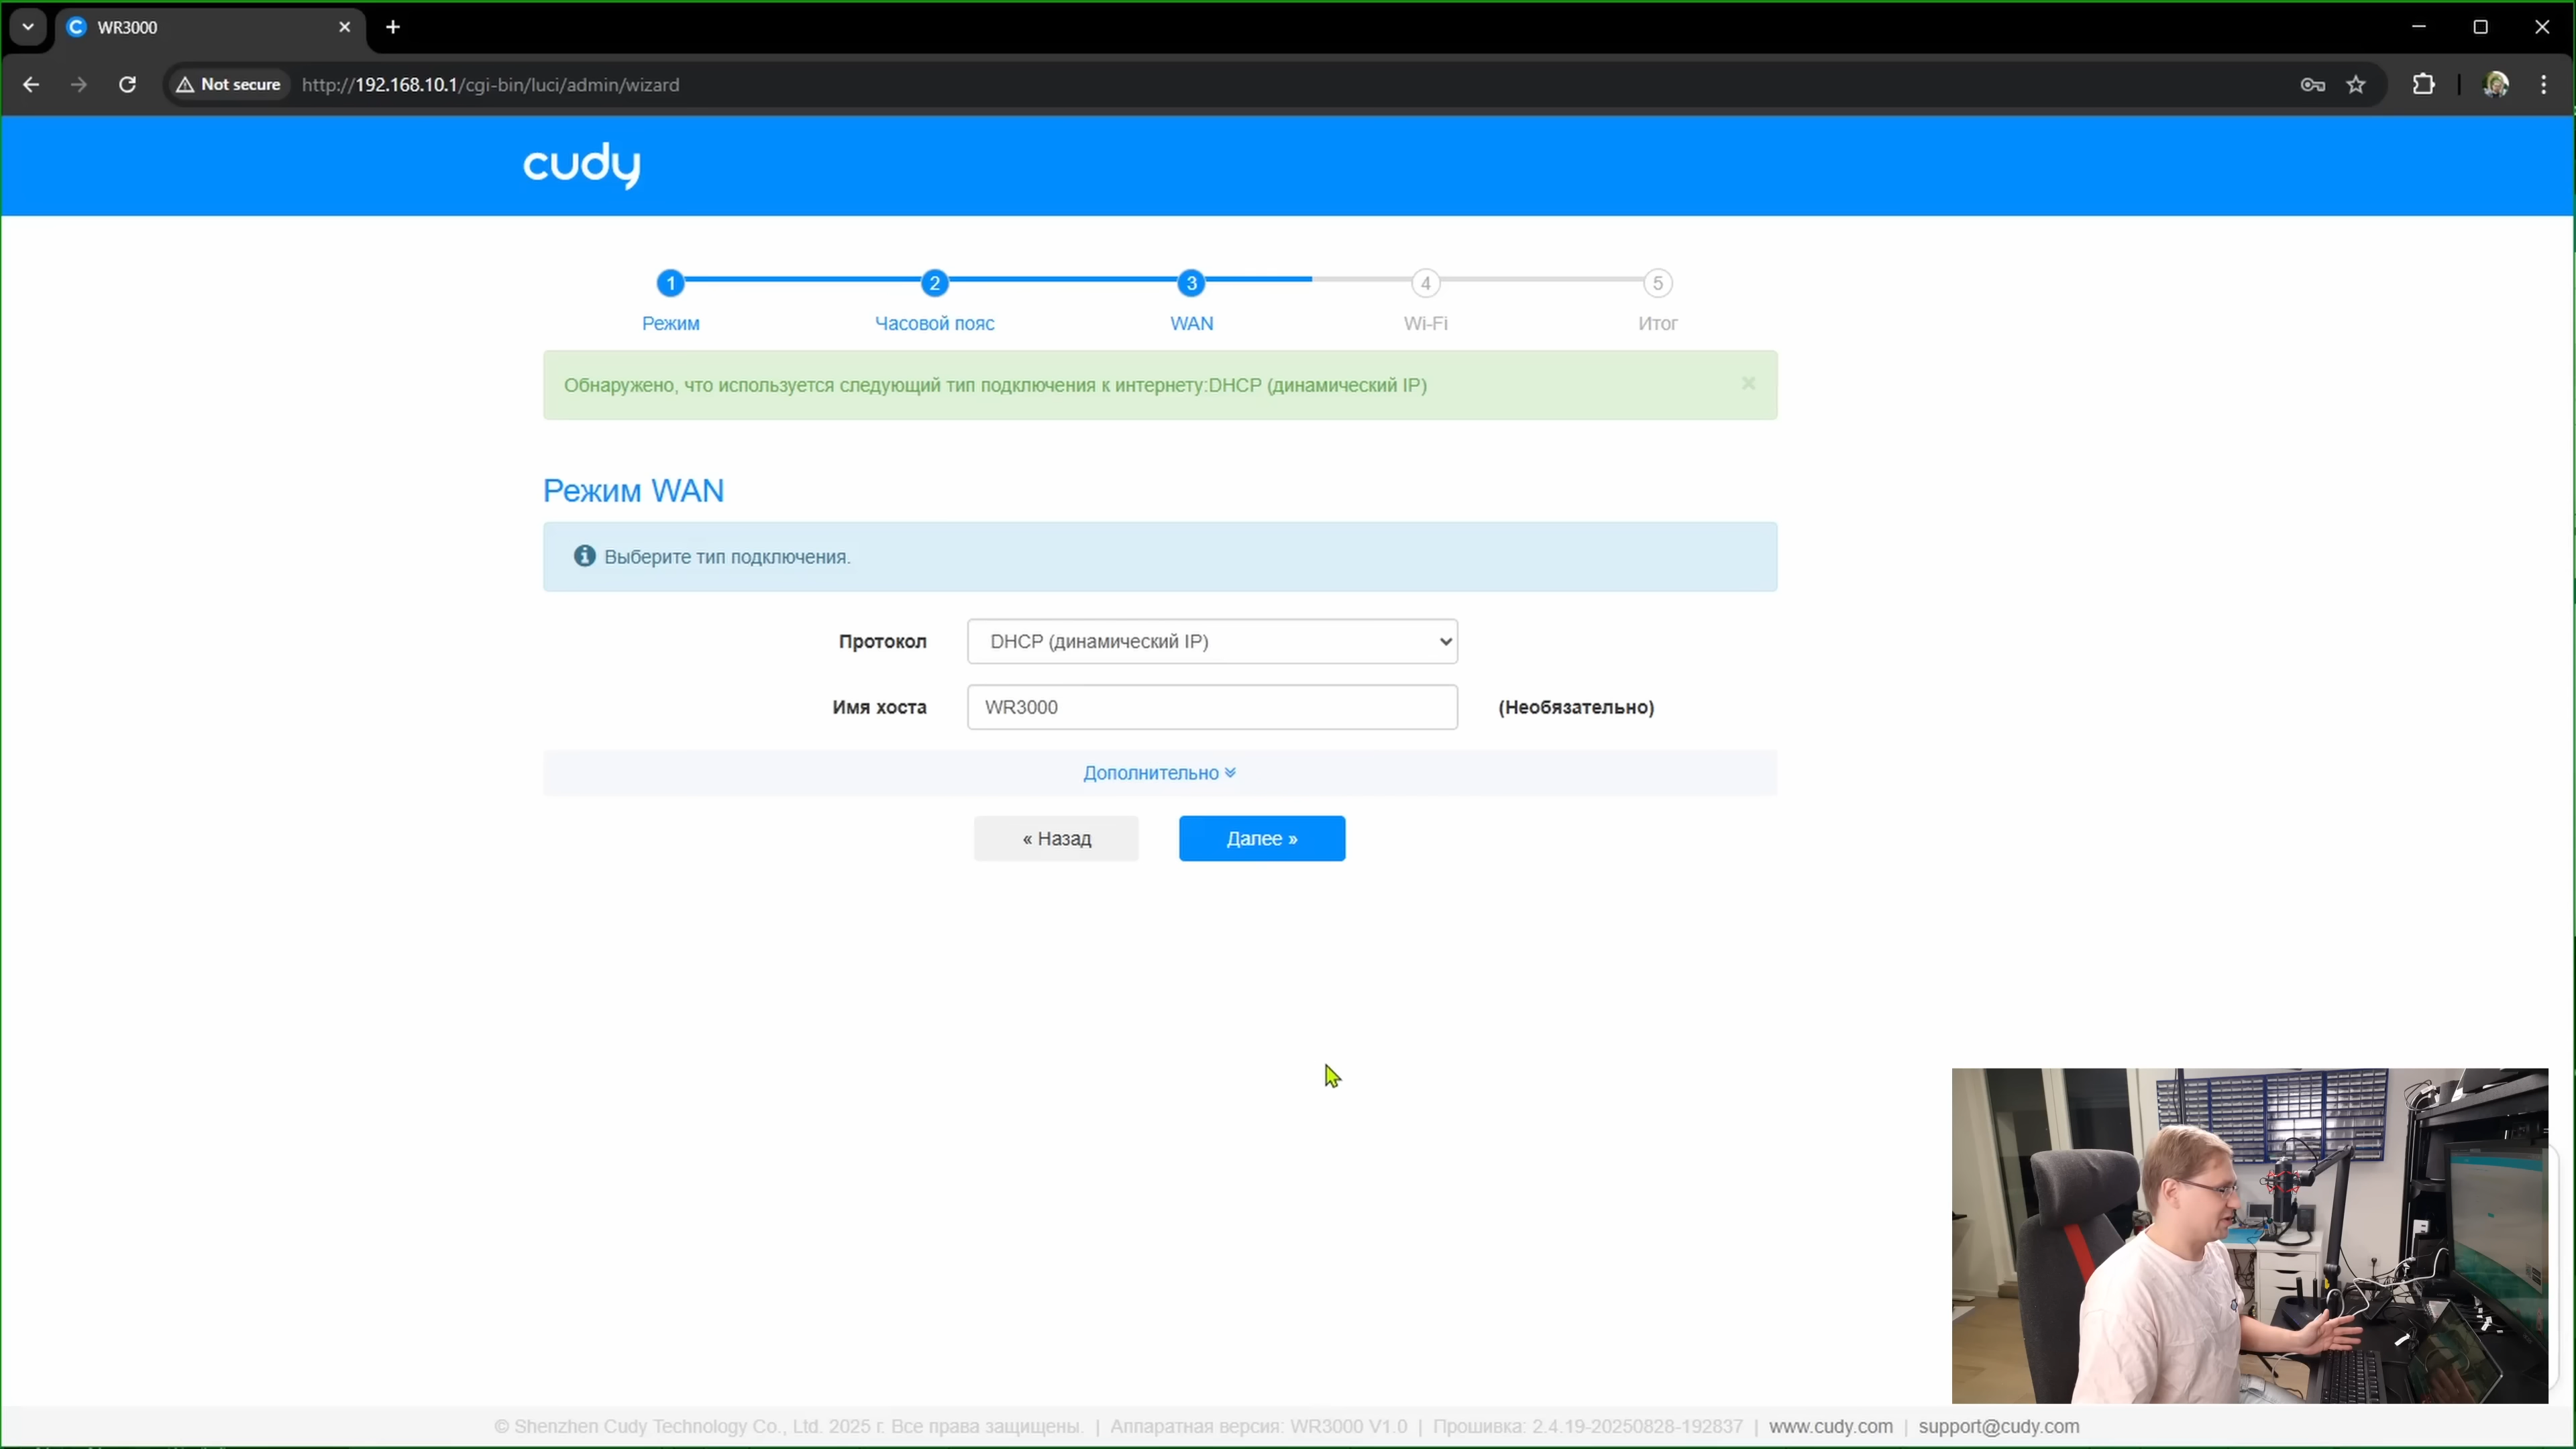 WR3000
Not secure
http://192.168.10.1/cgi-bin/luci/admin/wizard
cudy
1 2 3 4 5
Режим Часовой пояс WAN Wi-Fi Итог
Обнаружено, что используется следующий тип подключения к интернету:DHCP (динамический IP)
Режим WAN
Выберите тип подключения.
Протокол DHCP (динамический IP)
Имя хоста WR3000 (Необязательно)
Дополнительно
« Назад Далее »
© Shenzhen Cudy Technology Co., Ltd. 2025 г. Все права защищены. | Аппаратная версия: WR3000 V1.0 | Прошивка: 2.4.19-20250828-192837 | www.cudy.com | support@cudy.com